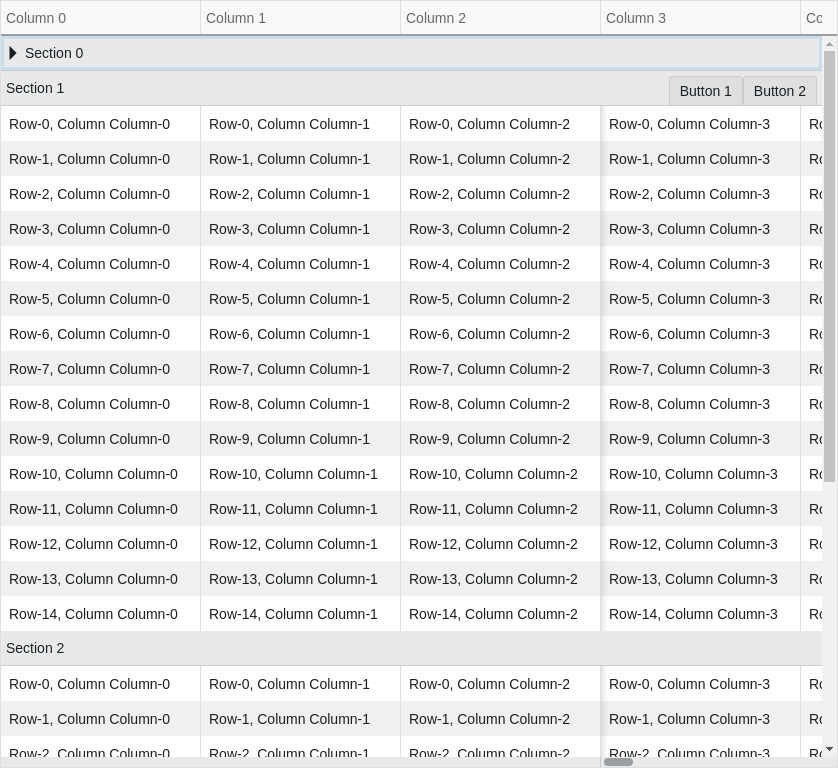 Column 0 Column 1 Column 2 Column 3 Co
Section 0
Section 1 Button 1 Button 2
Row-0, Column Column-0 Row-0, Column Column-1 Row-0, Column Column-2 Row-0, Column Column-3 Ro
Row-1, Column Column-0 Row-1, Column Column-1 Row-1, Column Column-2 Row-1, Column Column-3 Ro
Row-2, Column Column-0 Row-2, Column Column-1 Row-2, Column Column-2 Row-2, Column Column-3 Ro
Row-3, Column Column-0 Row-3, Column Column-1 Row-3, Column Column-2 Row-3, Column Column-3 Ro
Row-4, Column Column-0 Row-4, Column Column-1 Row-4, Column Column-2 Row-4, Column Column-3 Ro
Row-5, Column Column-0 Row-5, Column Column-1 Row-5, Column Column-2 Row-5, Column Column-3 Ro
Row-6, Column Column-0 Row-6, Column Column-1 Row-6, Column Column-2 Row-6, Column Column-3 Ro
Row-7, Column Column-0 Row-7, Column Column-1 Row-7, Column Column-2 Row-7, Column Column-3 Ro
Row-8, Column Column-0 Row-8, Column Column-1 Row-8, Column Column-2 Row-8, Column Column-3 Ro
Row-9, Column Column-0 Row-9, Column Column-1 Row-9, Column Column-2 Row-9, Column Column-3 Ro
Row-10, Column Column-0 Row-10, Column Column-1 Row-10, Column Column-2 Row-10, Column Column-3 Ro
Row-11, Column Column-0 Row-11, Column Column-1 Row-11, Column Column-2 Row-11, Column Column-3 Ro
Row-12, Column Column-0 Row-12, Column Column-1 Row-12, Column Column-2 Row-12, Column Column-3 Ro
Row-13, Column Column-0 Row-13, Column Column-1 Row-13, Column Column-2 Row-13, Column Column-3 Ro
Row-14, Column Column-0 Row-14, Column Column-1 Row-14, Column Column-2 Row-14, Column Column-3 Ro
Section 2
Row-0, Column Column-0 Row-0, Column Column-1 Row-0, Column Column-2 Row-0, Column Column-3 Ro
Row-1, Column Column-0 Row-1, Column Column-1 Row-1, Column Column-2 Row-1, Column Column-3 Ro
Row-2, Column Column-0 Row-2, Column Column-1 Row-2, Column Column-2 Row-2, Column Column-3 Ro